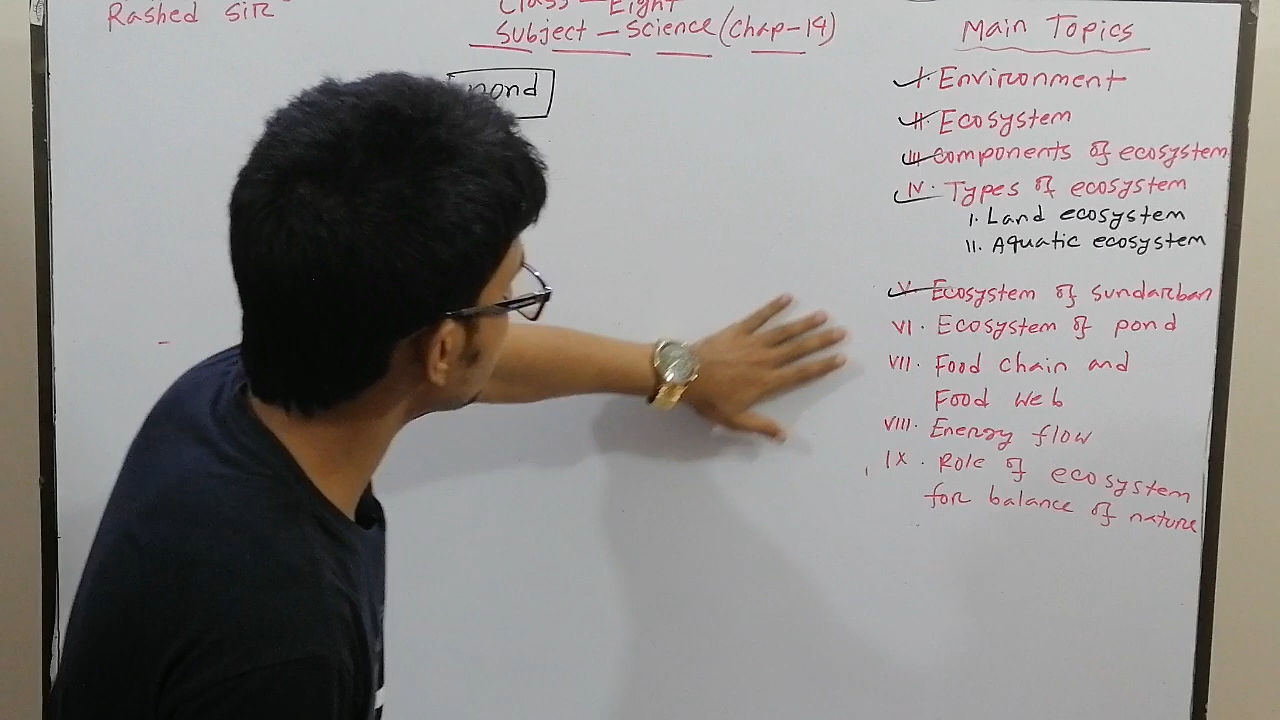 Rashed sir
Class - Eight
Subject - Science (Chap-14)
pond
Main Topics
I. Environment
II. Ecosystem
III. Components of ecosystem
IV. Types of ecosystem
I. Land ecosystem
II. Aquatic ecosystem
V. Ecosystem of sundarban
VI. Ecosystem of pond
VII. Food chain and
Food web
VIII. Energy flow
IX. Role of ecosystem
for balance of nature